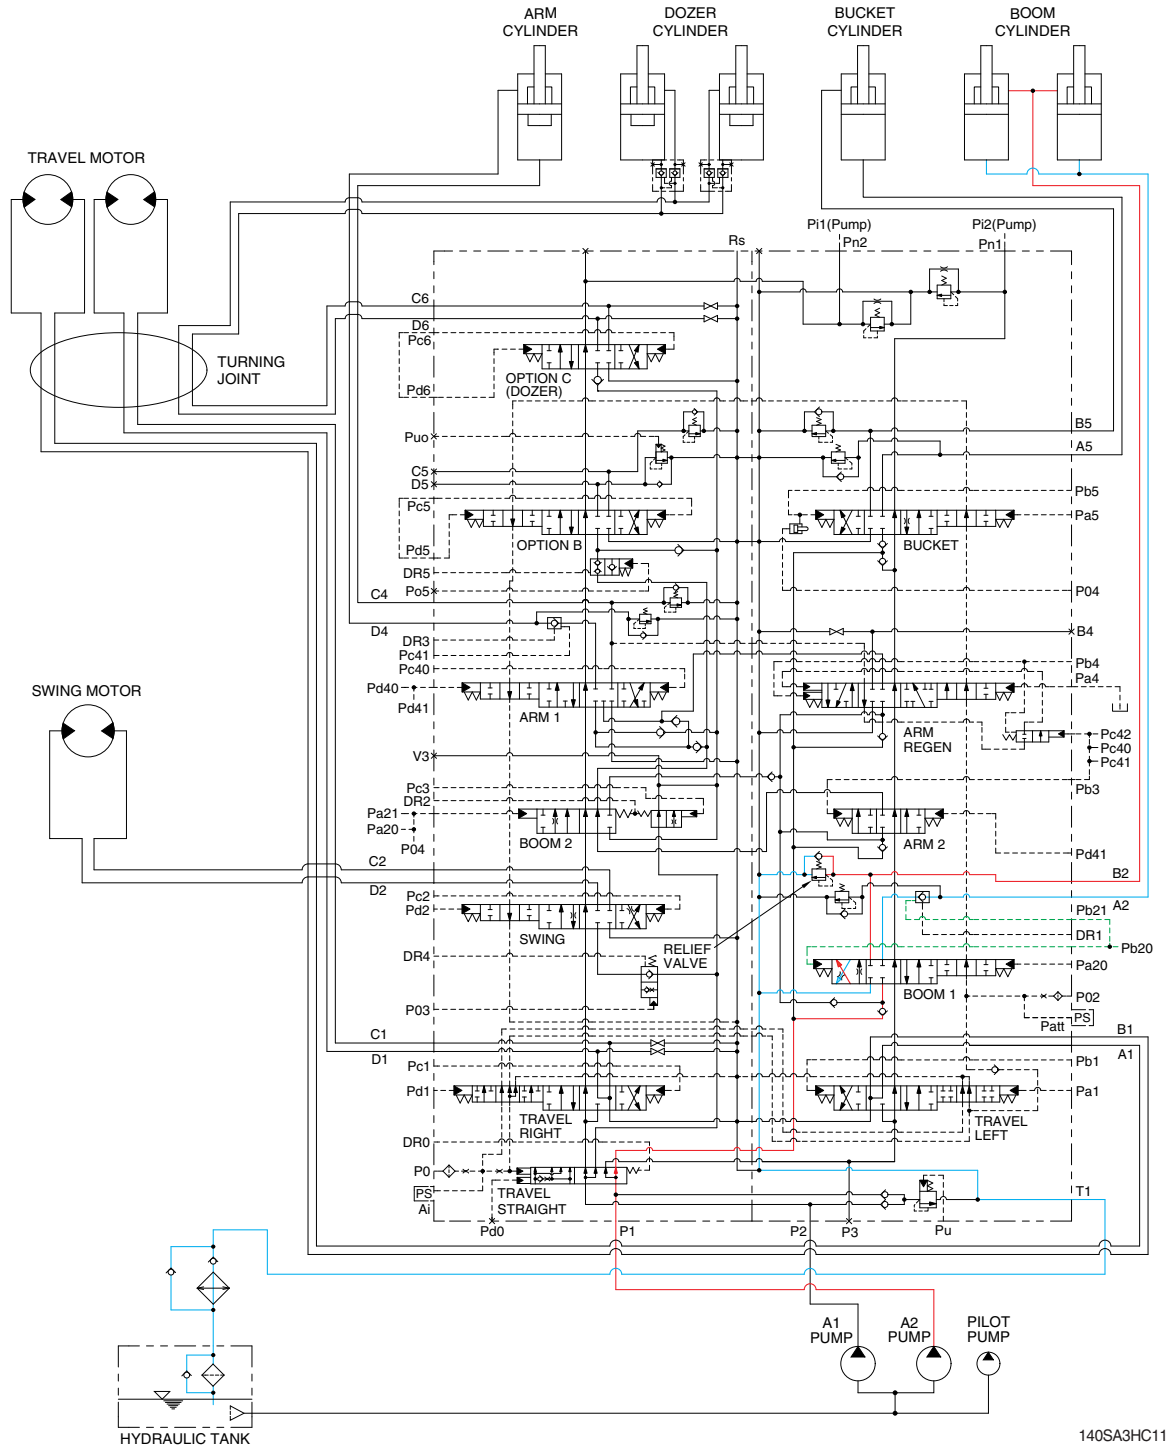 ARM
CYLINDER
DOZER
CYLINDER
BUCKET
CYLINDER
BOOM
CYLINDER
TRAVEL MOTOR
TURNING
JOINT
SWING MOTOR
Pi1(Pump)
Pn2
Pi2(Pump)
Pn1
Rs
C6
D6
Pc6
Pd6
OPTION C
(DOZER)
Puo
C5
D5
Pc5
Pd5
OPTION B
DR5
Po5
C4
D4
DR3
Pc41
Pc40
Pd40
Pd41
ARM 1
V3
Pc3
DR2
Pa21
Pa20
P04
BOOM 2
C2
D2
Pc2
Pd2
SWING
DR4
P03
RELIEF
VALVE
C1
D1
Pc1
Pd1
TRAVEL
RIGHT
DR0
P0
PS
Ai
TRAVEL
STRAIGHT
Pd0
P1
P2
P3
Pu
B5
A5
Pb5
Pa5
BUCKET
P04
B4
Pb4
Pa4
ARM
REGEN
Pc42
Pc40
Pc41
Pb3
ARM 2
Pd41
B2
A2
Pb21
DR1
Pb20
Pa20
BOOM 1
P02
PS
Patt
B1
A1
Pb1
Pa1
TRAVEL
LEFT
T1
A1
PUMP
A2
PUMP
PILOT
PUMP
HYDRAULIC TANK
140SA3HC11